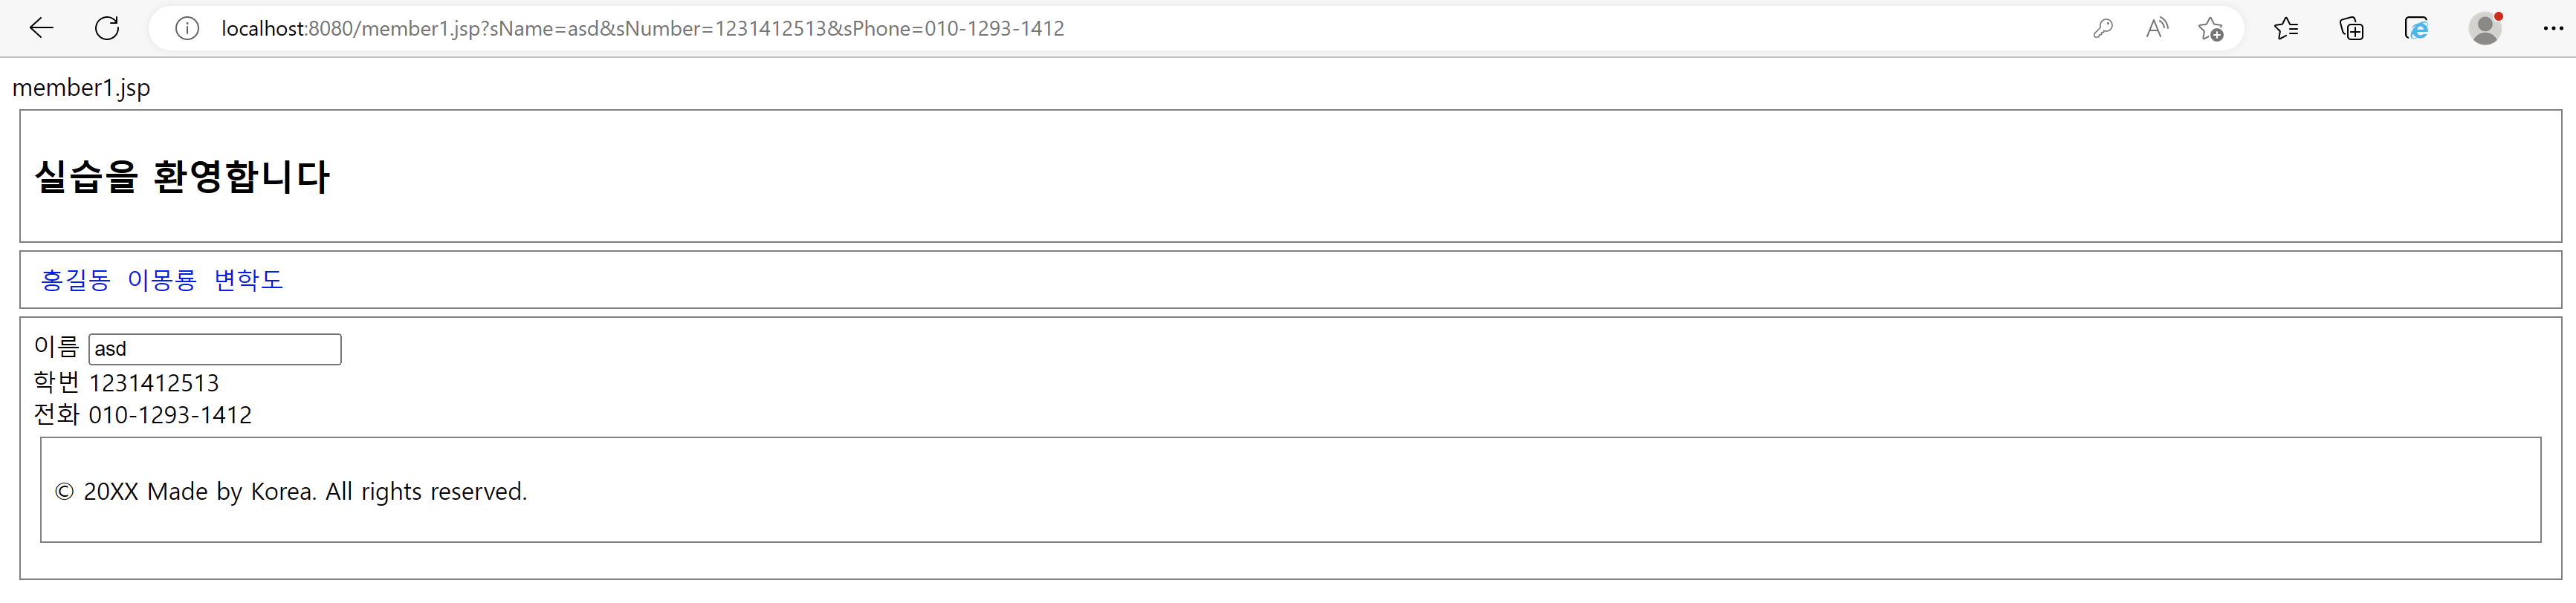 localhost:8080/member1.jsp?sName=asd&sNumber=1231412513&sPhone=010-1293-1412
member1.jsp
실습을 환영합니다
홍길동 이몽룡 변학도
이름 asd
학번 1231412513
전화 010-1293-1412
© 20XX Made by Korea. All rights reserved.